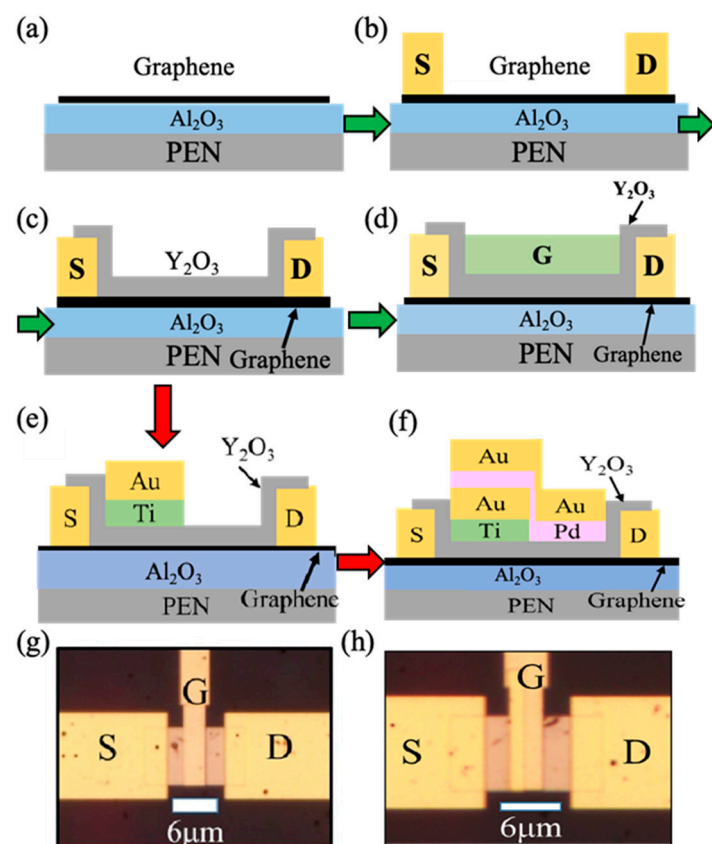 (a)
Graphene
Al₂O₃
PEN
(b)
S
Graphene
D
Al₂O₃
PEN
(c)
S
Y₂O₃
D
Al₂O₃
PEN
Graphene
(d)
Y₂O₃
S
G
D
Al₂O₃
PEN
Graphene
(e)
Y₂O₃
Au
S
Ti
D
Al₂O₃
Graphene
PEN
(f)
Au
Y₂O₃
Au
Au
S
Ti
Pd
D
Al₂O₃
Graphene
PEN
(g)
G
S
D
6μm
(h)
G
S
D
6μm